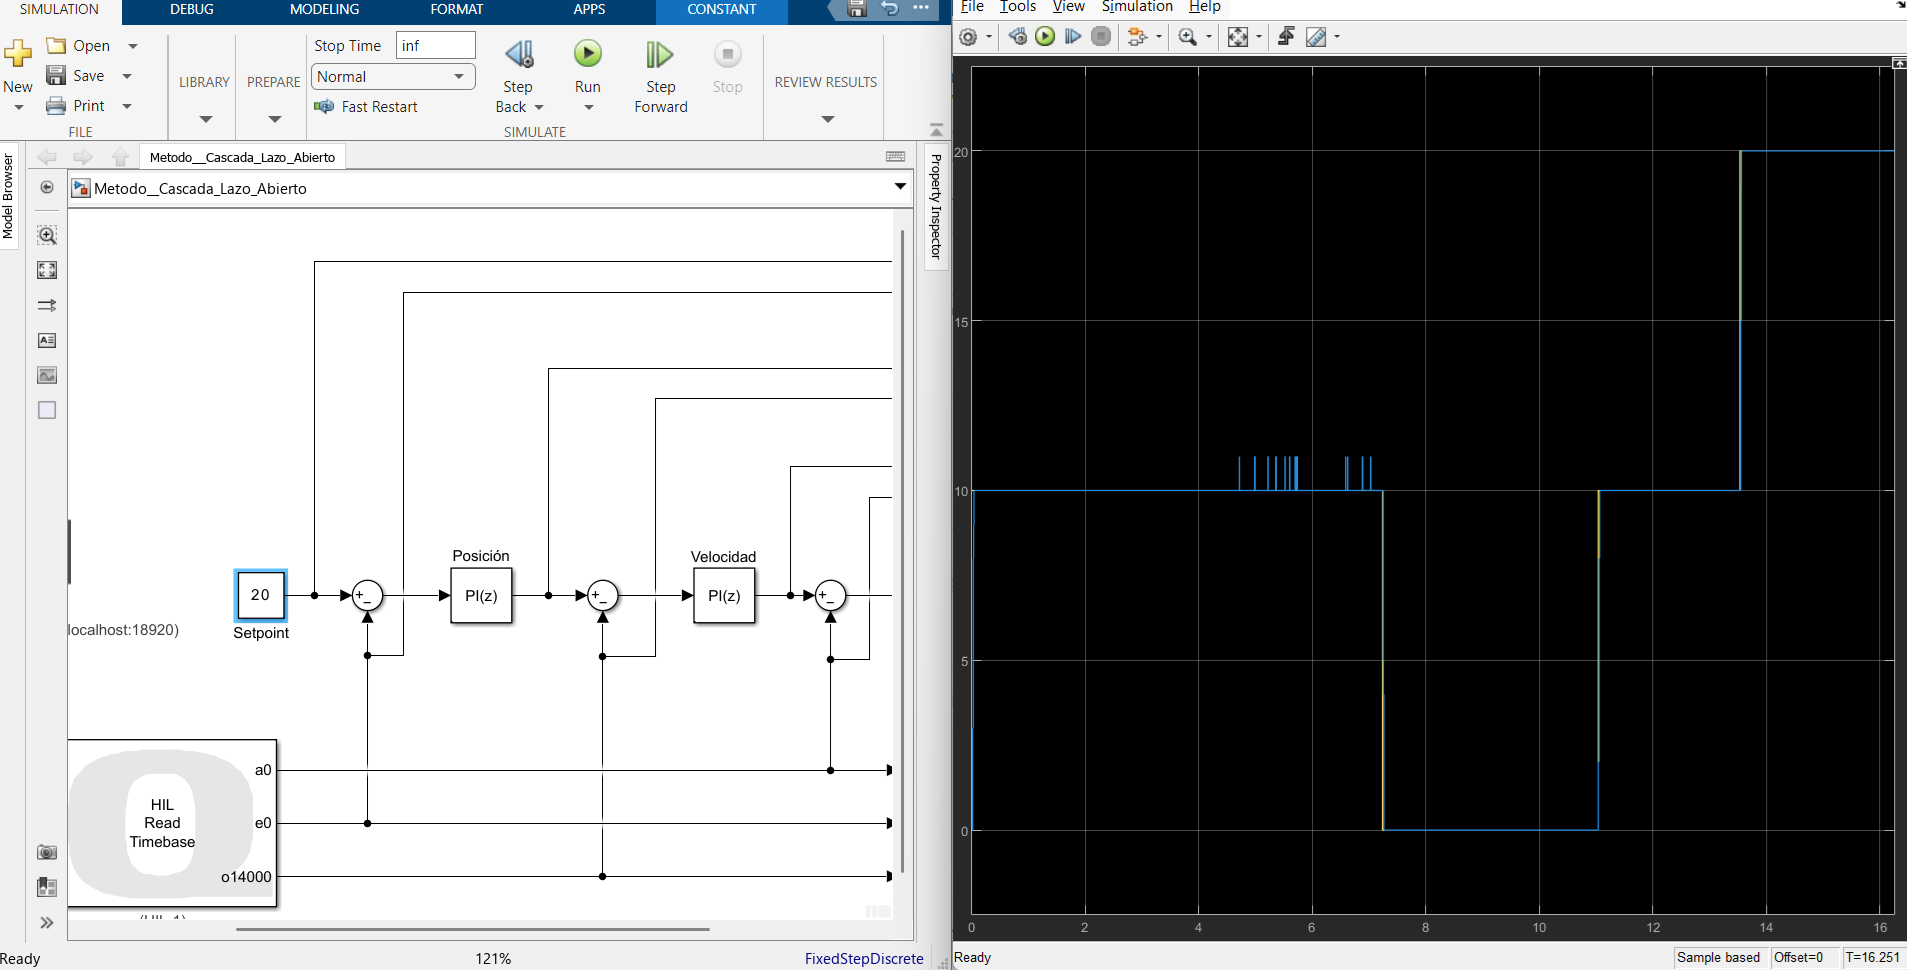 SIMULATION DEBUG MODELING FORMAT APPS CONSTANT
New
Open
Save
Print
FILE
LIBRARY
PREPARE
Stop Time inf
Normal
Fast Restart
Step Back
Run
Step Forward
Stop
SIMULATE
REVIEW RESULTS
Model Browser
Metodo__Cascada_Lazo_Abierto
Metodo__Cascada_Lazo_Abierto
Property Inspector
Posición
Velocidad
20
+
-
PI(z)
+
-
PI(z)
+
-
Setpoint
localhost:18920)
a0
HIL
Read
Timebase
e0
o14000
Ready
121%
FixedStepDiscrete
File Tools View Simulation Help
20
15
10
5
0
0 2 4 6 8 10 12 14 16
Ready
Sample based Offset=0 T=16.251